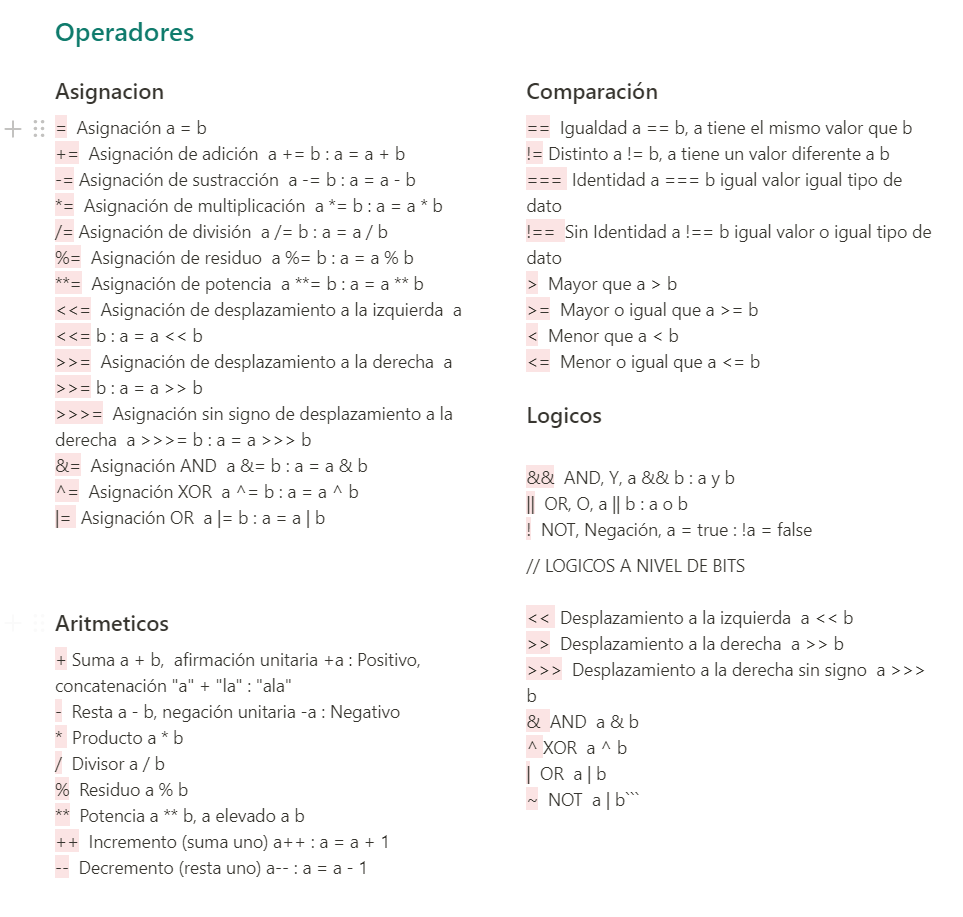 Operadores
Asignacion
= Asignación a = b
+= Asignación de adición a += b : a = a + b
-= Asignación de sustracción a -= b : a = a - b
*= Asignación de multiplicación a *= b : a = a * b
/= Asignación de división a /= b : a = a / b
%= Asignación de residuo a %= b : a = a % b
**= Asignación de potencia a **= b : a = a ** b
<<= Asignación de desplazamiento a la izquierda a
<<= b : a = a << b
>>= Asignación de desplazamiento a la derecha a
>>= b : a = a >> b
>>>= Asignación sin signo de desplazamiento a la
derecha a >>>= b : a = a >>> b
&= Asignación AND a &= b : a = a & b
^= Asignación XOR a ^= b : a = a ^ b
|= Asignación OR a |= b : a = a | b
Aritmeticos
+ Suma a + b, afirmación unitaria +a : Positivo,
concatenación "a" + "la" : "ala"
- Resta a - b, negación unitaria -a : Negativo
* Producto a * b
/ Divisor a / b
% Residuo a % b
** Potencia a ** b, a elevado a b
++ Incremento (suma uno) a++ : a = a + 1
-- Decremento (resta uno) a-- : a = a - 1
Comparación
== Igualdad a == b, a tiene el mismo valor que b
!= Distinto a != b, a tiene un valor diferente a b
=== Identidad a === b igual valor igual tipo de
dato
!== Sin Identidad a !== b igual valor o igual tipo de
dato
> Mayor que a > b
>= Mayor o igual que a >= b
< Menor que a < b
<= Menor o igual que a <= b
Logicos
&& AND, Y, a && b : a y b
|| OR, O, a || b : a o b
! NOT, Negación, a = true : !a = false
// LOGICOS A NIVEL DE BITS
<< Desplazamiento a la izquierda a << b
>> Desplazamiento a la derecha a >> b
>>> Desplazamiento a la derecha sin signo a >>>
b
& AND a & b
^ XOR a ^ b
| OR a | b
~ NOT a | b```